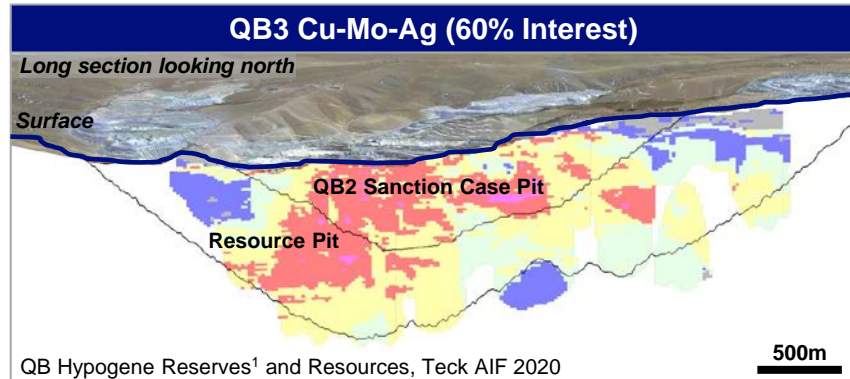 QB3 Cu-Mo-Ag (60% Interest)
Long section looking north
Surface
QB2 Sanction Case Pit
Resource Pit
QB Hypogene Reserves¹ and Resources, Teck AIF 2020
500m